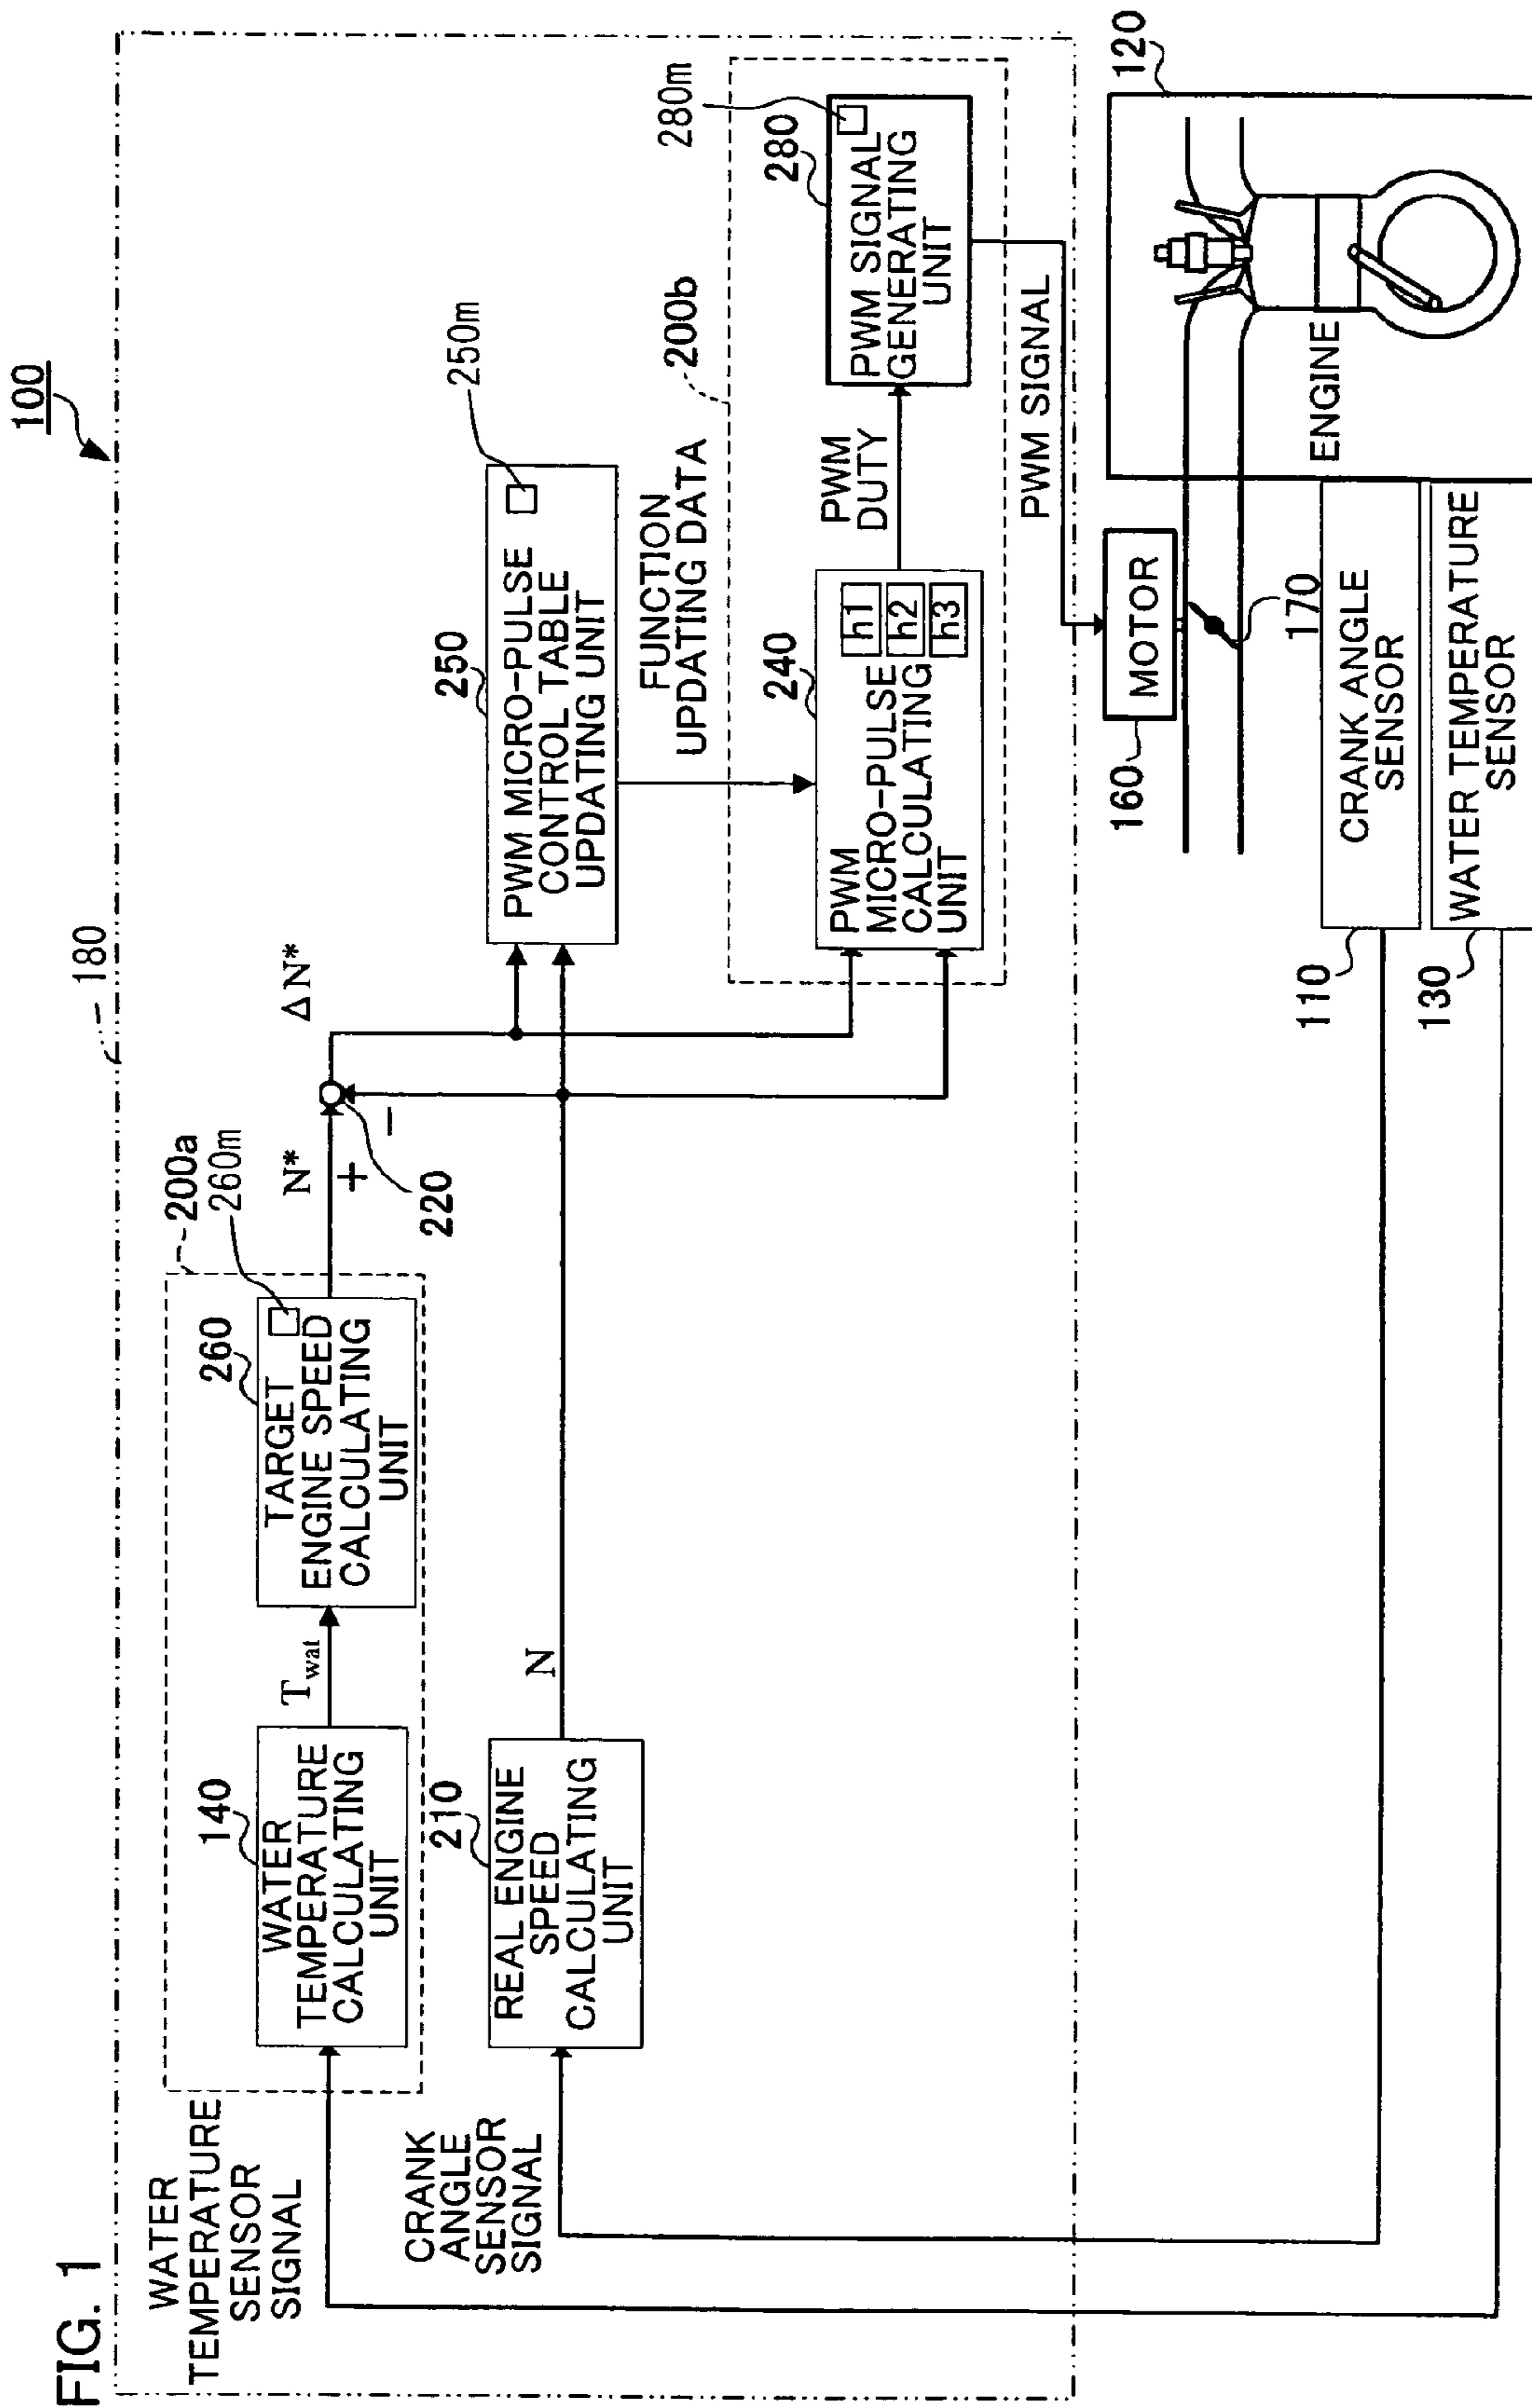 FIG. 1
100
180
WATER
TEMPERATURE
SENSOR
SIGNAL
200a
140
WATER
TEMPERATURE
CALCULATING
UNIT
Twat
260
260m
TARGET
ENGINE SPEED
CALCULATING
UNIT
N*
+
−
220
ΔN*
CRANK
ANGLE
SENSOR
SIGNAL
210
REAL ENGINE
SPEED
CALCULATING
UNIT
N
250
250m
PWM MICRO-PULSE
CONTROL TABLE
UPDATING UNIT
FUNCTION
UPDATING DATA
200b
240
PWM
MICRO-PULSE
CALCULATING
UNIT
h1
h2
h3
PWM
DUTY
280
280m
PWM SIGNAL
GENERATING
UNIT
PWM SIGNAL
160
MOTOR
170
120
ENGINE
110
CRANK ANGLE
SENSOR
130
WATER TEMPERATURE
SENSOR